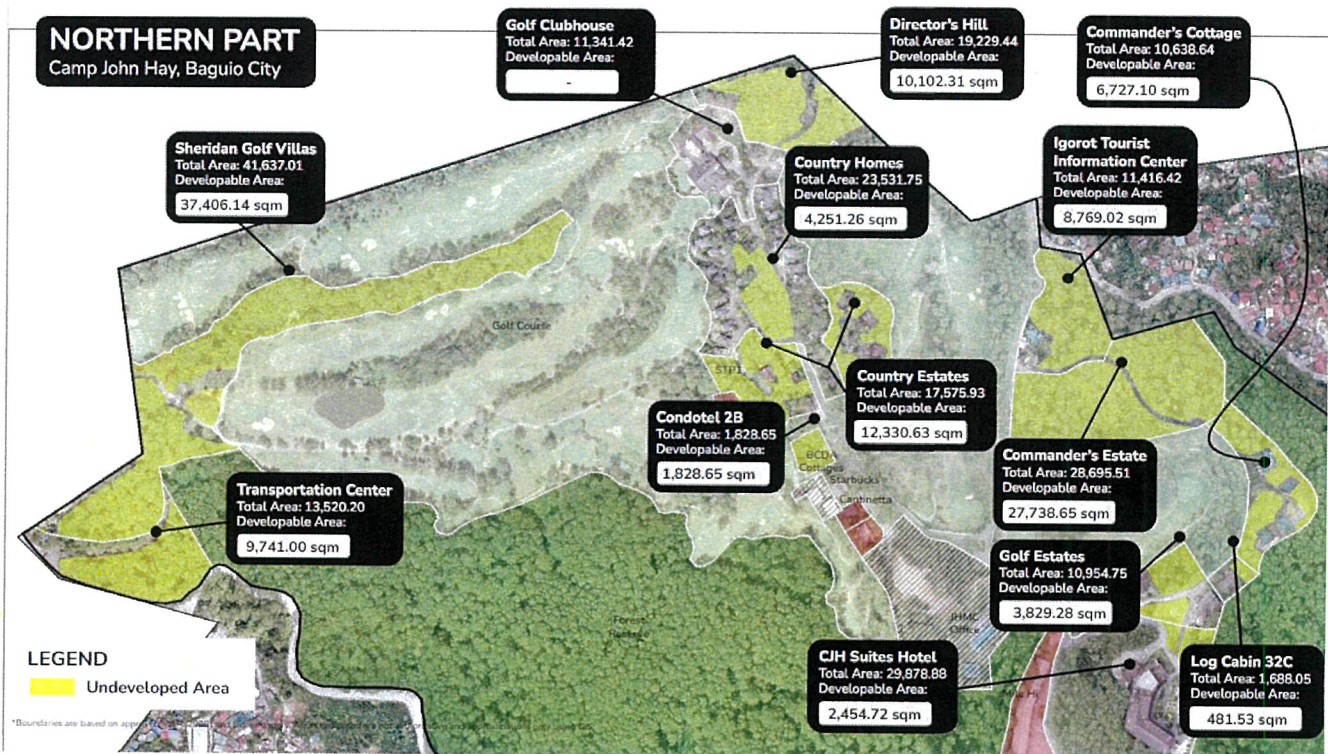 NORTHERN PART
Camp John Hay, Baguio City
Golf Clubhouse
Total Area: 11,341.42
Developable Area:
-
Director's Hill
Total Area: 19,229.44
Developable Area:
10,102.31 sqm
Commander's Cottage
Total Area: 10,638.64
Developable Area:
6,727.10 sqm
Sheridan Golf Villas
Total Area: 41,637.01
Developable Area:
37,406.14 sqm
Country Homes
Total Area: 23,531.75
Developable Area:
4,251.26 sqm
Igorot Tourist
Information Center
Total Area: 11,416.42
Developable Area:
8,769.02 sqm
Golf Course
STP1
Country Estates
Total Area: 17,575.93
Developable Area:
12,330.63 sqm
Condotel 2B
Total Area: 1,828.65
Developable Area:
1,828.65 sqm
BCDA
Cottages
Starbucks
Cantinetta
Commander's Estate
Total Area: 28,695.51
Developable Area:
27,738.65 sqm
Transportation Center
Total Area: 13,520.20
Developable Area:
9,741.00 sqm
Golf Estates
Total Area: 10,954.75
Developable Area:
3,829.28 sqm
Forest
JHMC
Office
CJH Suites Hotel
Total Area: 29,878.88
Developable Area:
2,454.72 sqm
Log Cabin 32C
Total Area: 1,688.05
Developable Area:
481.53 sqm
LEGEND
Undeveloped Area
*Boundaries are based on